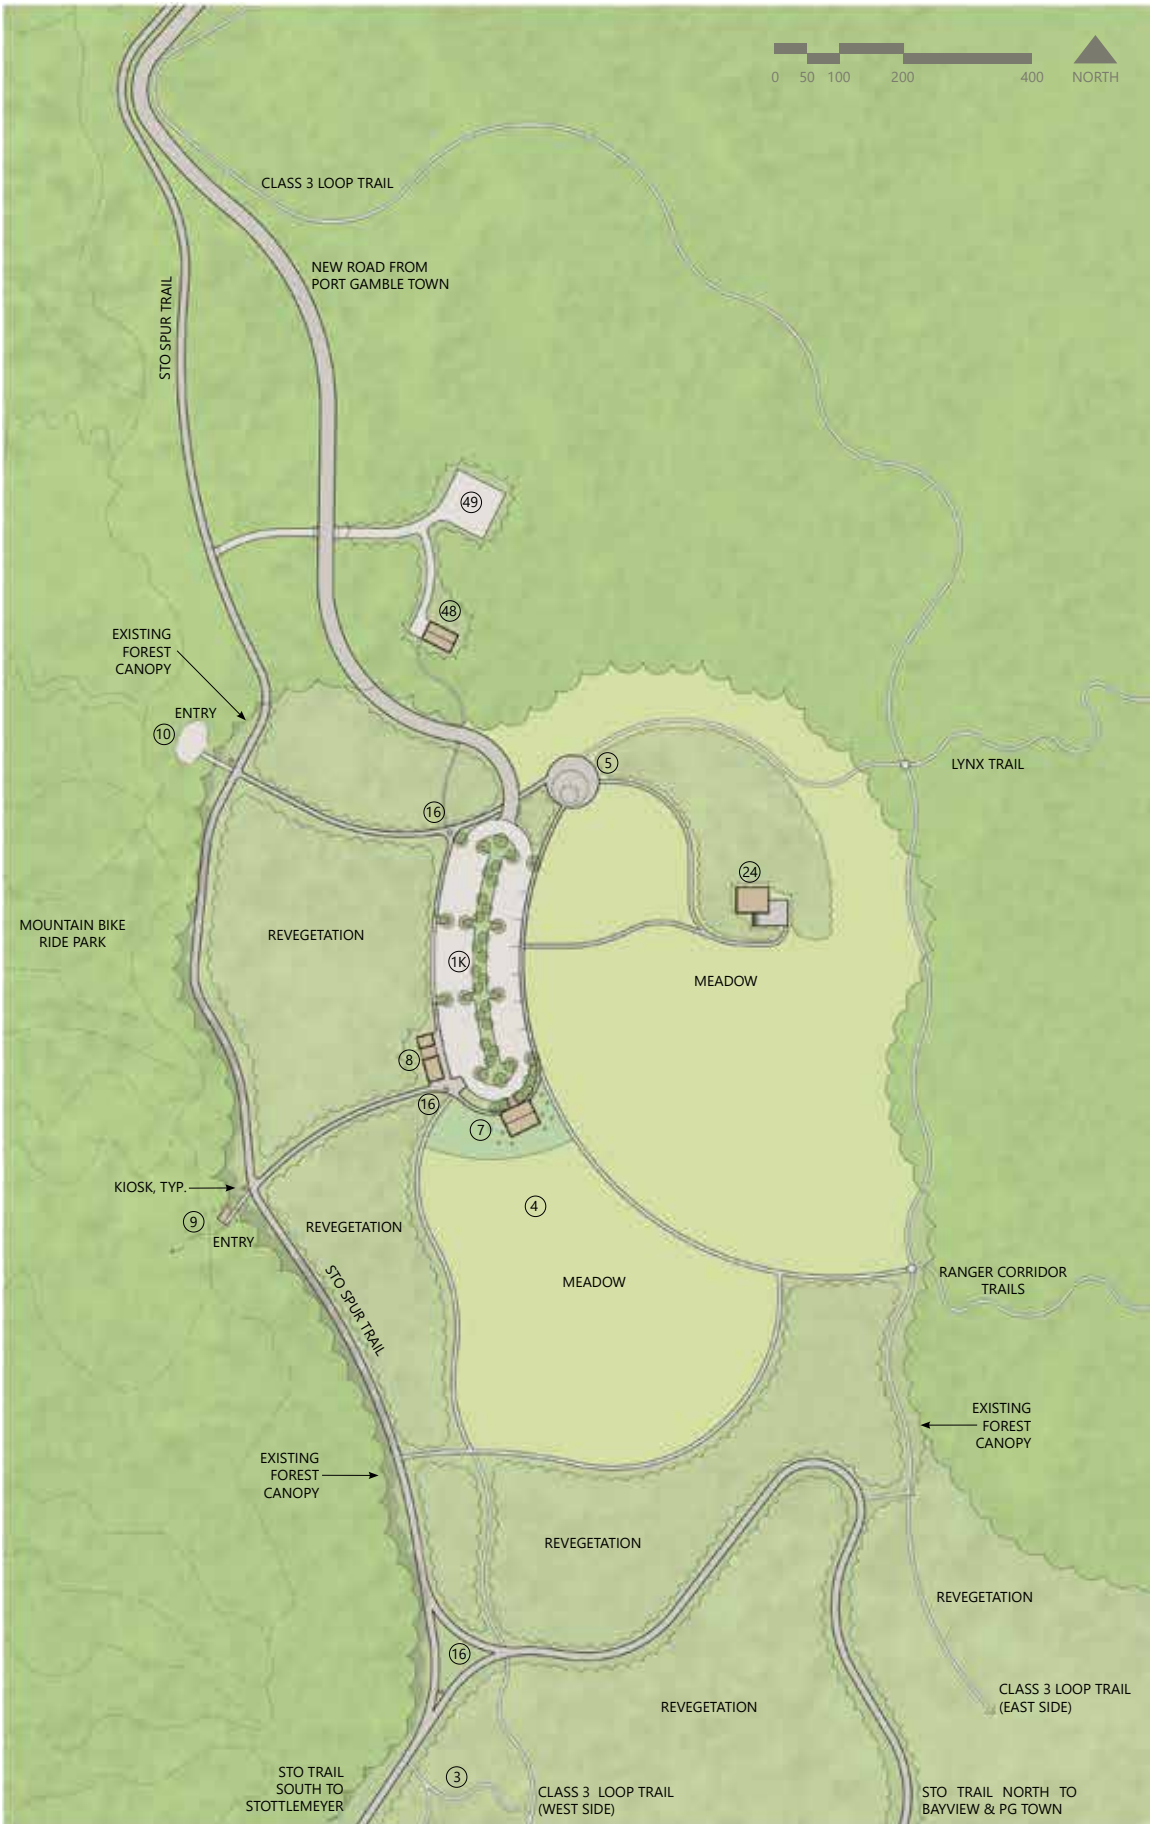 0 50 100 200 400 NORTH
CLASS 3 LOOP TRAIL
NEW ROAD FROM
PORT GAMBLE TOWN
STO SPUR TRAIL
49
48
EXISTING
FOREST
CANOPY
ENTRY
10
5
LYNX TRAIL
16
24
MOUNTAIN BIKE
RIDE PARK
REVEGETATION
1K
MEADOW
8
16
7
KIOSK, TYP.
9
ENTRY
4
REVEGETATION
MEADOW
RANGER CORRIDOR
TRAILS
STO SPUR TRAIL
EXISTING
FOREST
CANOPY
EXISTING
FOREST
CANOPY
REVEGETATION
REVEGETATION
16
CLASS 3 LOOP TRAIL
(EAST SIDE)
REVEGETATION
STO TRAIL
SOUTH TO
STOTTLEMEYER
3
CLASS 3 LOOP TRAIL
(WEST SIDE)
STO TRAIL NORTH TO
BAYVIEW & PG TOWN